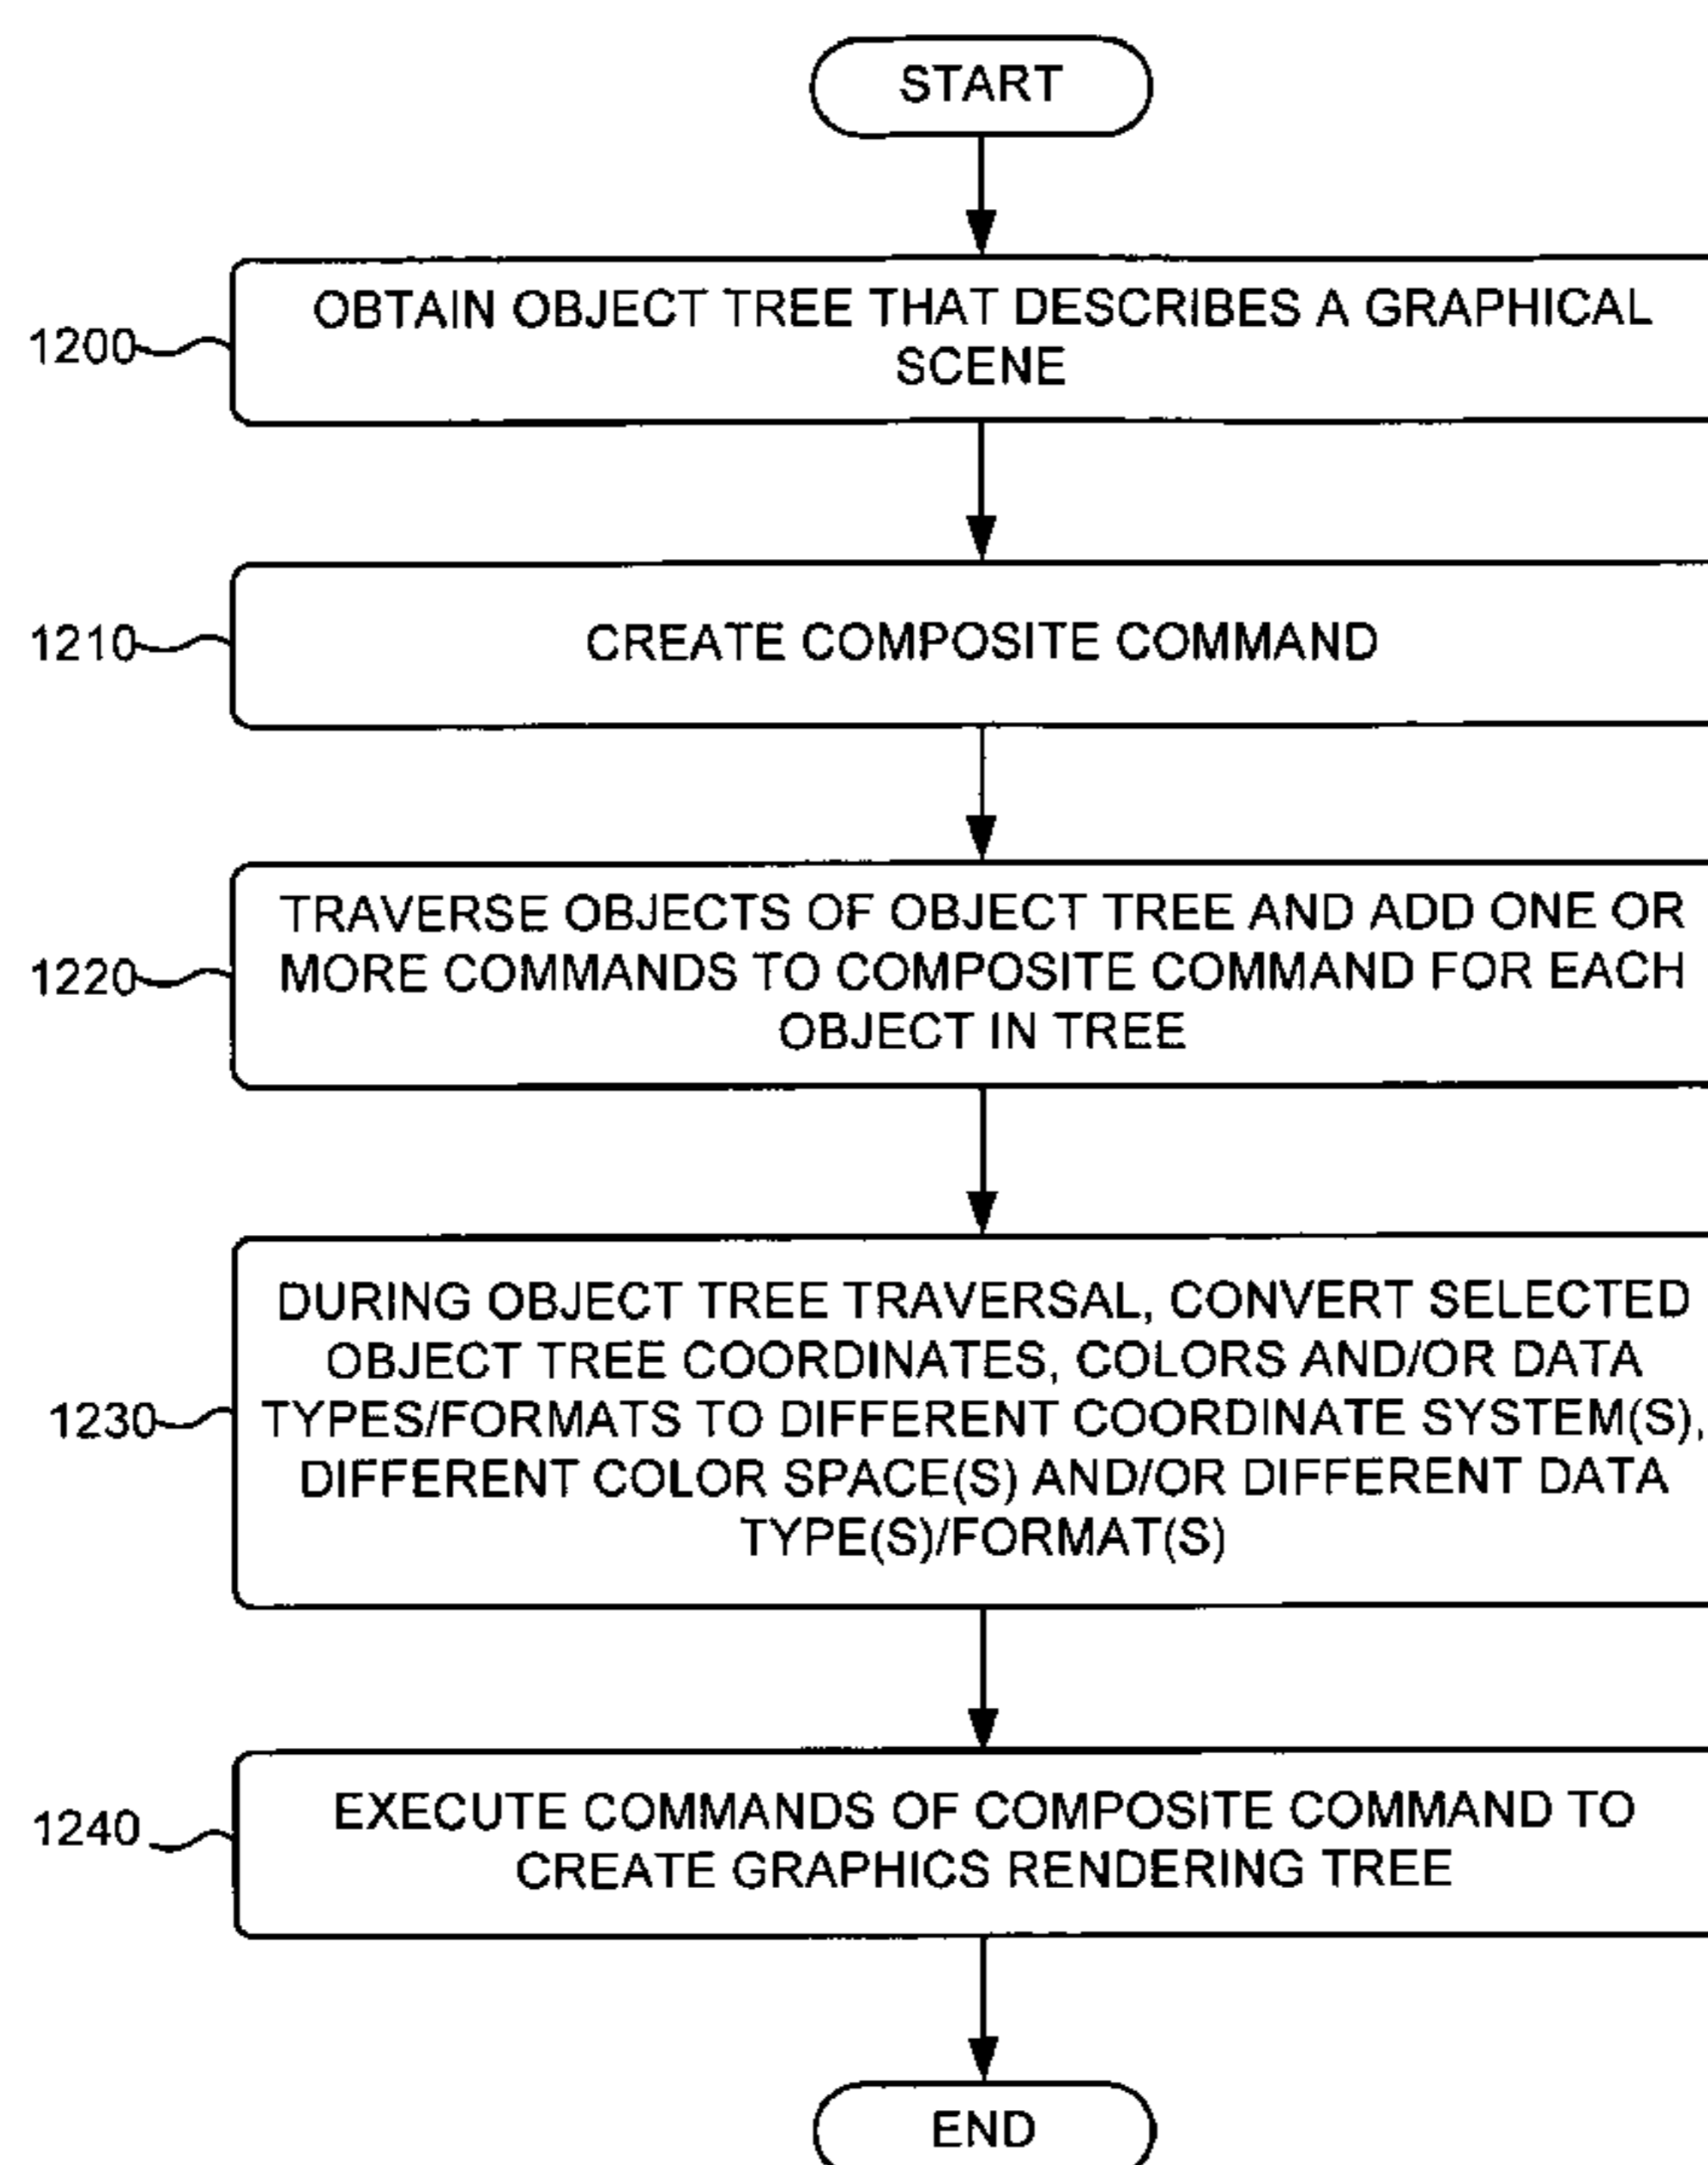 START
1200
OBTAIN OBJECT TREE THAT DESCRIBES A GRAPHICAL
SCENE
1210
CREATE COMPOSITE COMMAND
TRAVERSE OBJECTS OF OBJECT TREE AND ADD ONE OR
1220
MORE COMMANDS TO COMPOSITE COMMAND FOR EACH
OBJECT IN TREE
DURING OBJECT TREE TRAVERSAL, CONVERT SELECTED
OBJECT TREE COORDINATES, COLORS AND/OR DATA
1230
TYPES/FORMATS TO DIFFERENT COORDINATE SYSTEM(S),
DIFFERENT COLOR SPACE(S) AND/OR DIFFERENT DATA
TYPE(S)/FORMAT(S)
1240
EXECUTE COMMANDS OF COMPOSITE COMMAND TO
CREATE GRAPHICS RENDERING TREE
END